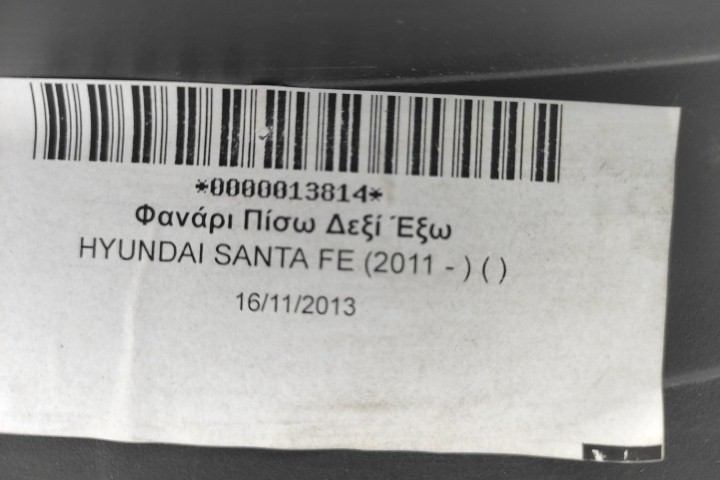 *0000013814*
Φανάρι Πίσω Δεξί Έξω
HYUNDAI SANTA FE (2011 - ) ( )
16/11/2013